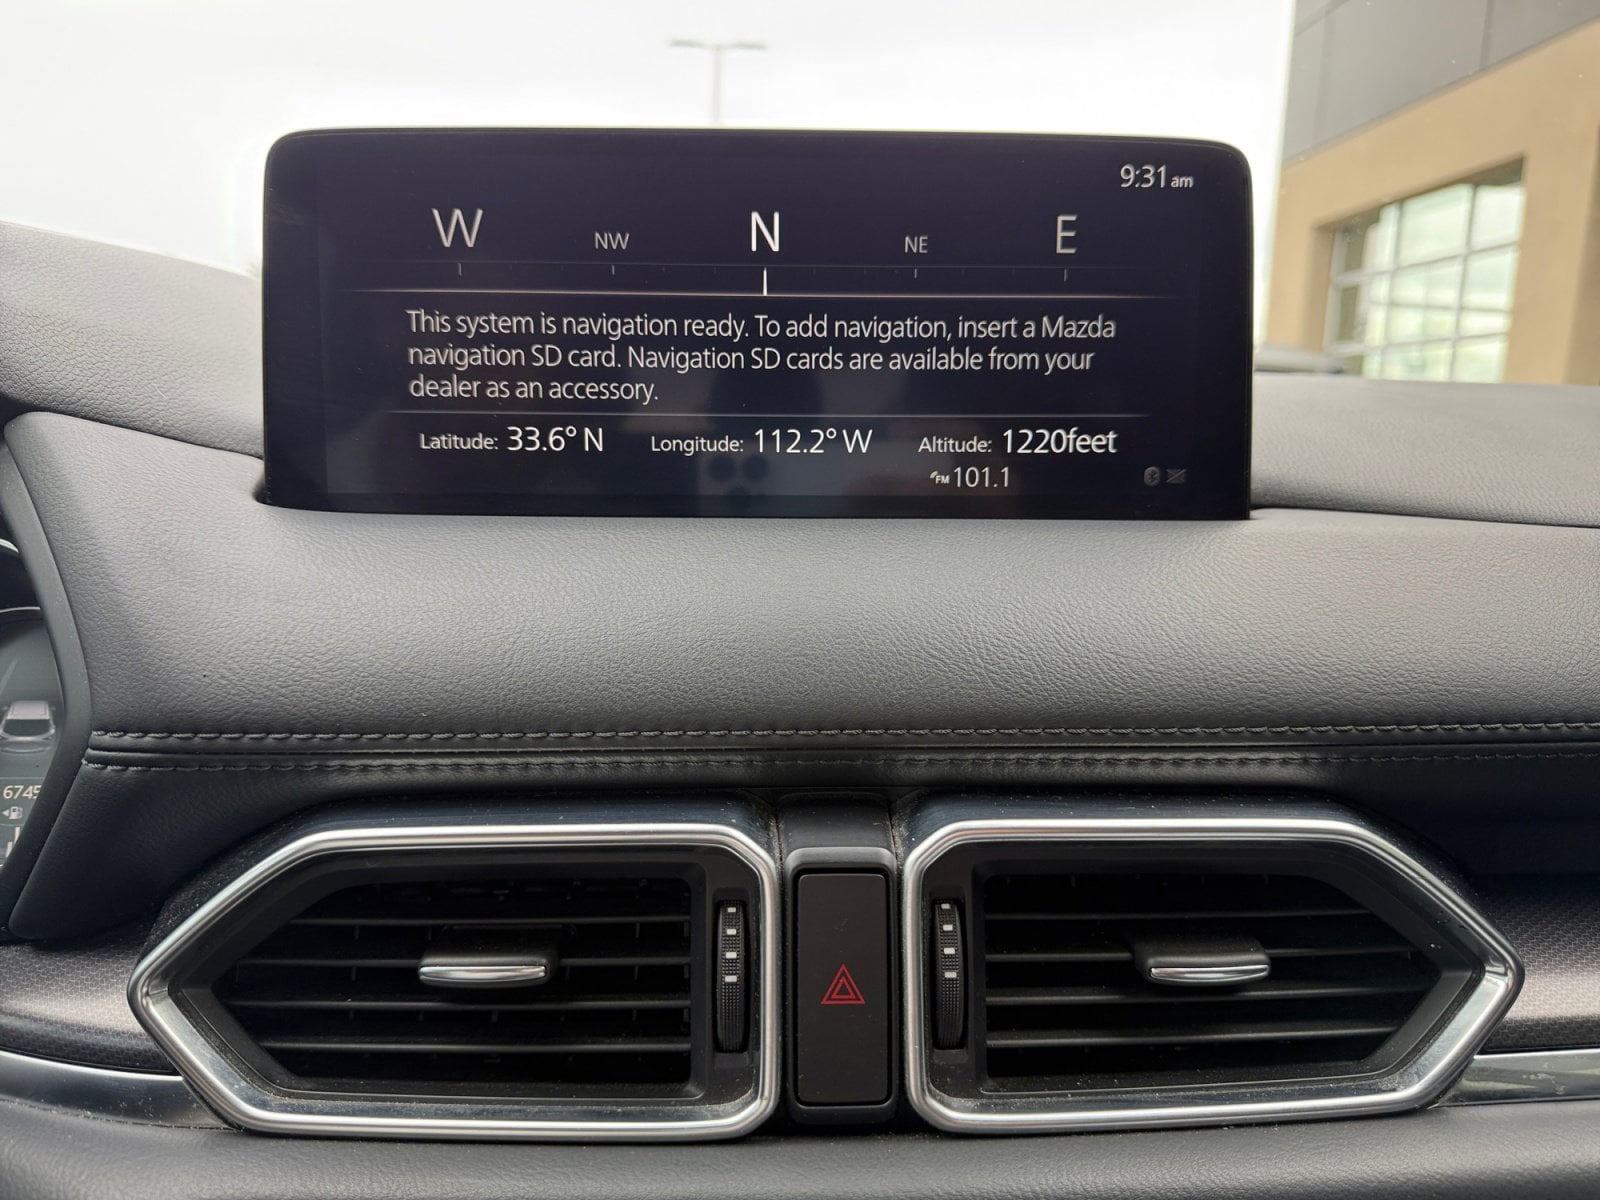 9:31 am
W NW N NE E
This system is navigation ready. To add navigation, insert a Mazda
navigation SD card. Navigation SD cards are available from your
dealer as an accessory.
Latitude: 33.6° N Longitude: 112.2° W Altitude: 1220feet
FM 101.1
6745